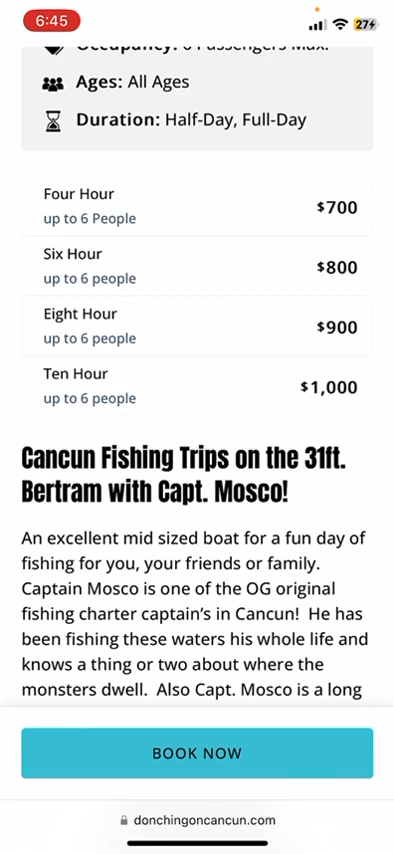 6:45
27
Occupancy: 6 Passengers Max.
Ages: All Ages
Duration: Half-Day, Full-Day
Four Hour
up to 6 People
$700
Six Hour
up to 6 people
$800
Eight Hour
up to 6 people
$900
Ten Hour
up to 6 people
$1,000
Cancun Fishing Trips on the 31ft.
Bertram with Capt. Mosco!
An excellent mid sized boat for a fun day of
fishing for you, your friends or family.
Captain Mosco is one of the OG original
fishing charter captain’s in Cancun!  He has
been fishing these waters his whole life and
knows a thing or two about where the
monsters dwell.  Also Capt. Mosco is a long
BOOK NOW
donchingoncancun.com